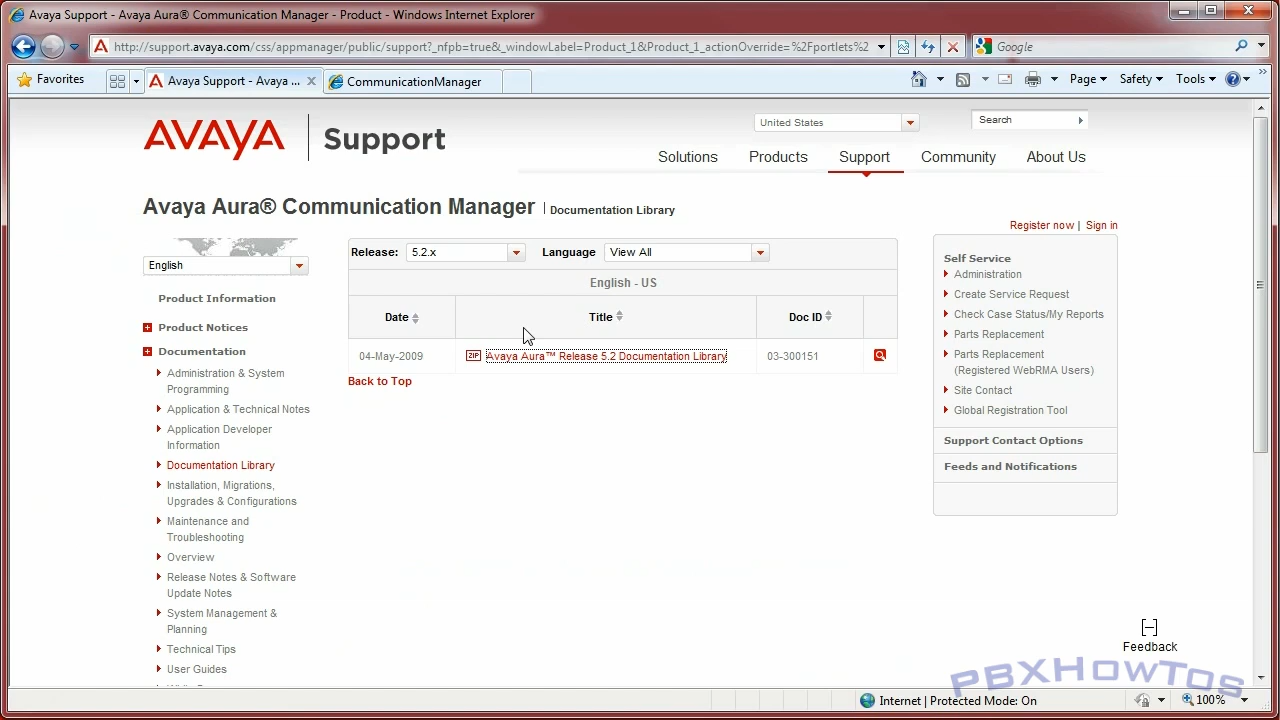 Avaya Support - Avaya Aura® Communication Manager - Product - Windows Internet Explorer
http://support.avaya.com/css/appmanager/public/support?_nfpb=true&_windowLabel=Product_1&Product_1_actionOverride=%2Fportlets%2
Google
Favorites
Avaya Support - Avaya ...
CommunicationManager
Page
Safety
Tools
AVAYA
Support
United States
Search
Solutions
Products
Support
Community
About Us
Avaya Aura® Communication Manager | Documentation Library
Register now | Sign in
English
Product Information
Product Notices
Documentation
Administration & System
Programming
Application & Technical Notes
Application Developer
Information
Documentation Library
Installation, Migrations,
Upgrades & Configurations
Maintenance and
Troubleshooting
Overview
Release Notes & Software
Update Notes
System Management &
Planning
Technical Tips
User Guides
Release: 5.2.x
Language View All
English - US
Date
Title
Doc ID
04-May-2009
ZIP
Avaya Aura™ Release 5.2 Documentation Library
03-300151
Back to Top
Self Service
Administration
Create Service Request
Check Case Status/My Reports
Parts Replacement
Parts Replacement
(Registered WebRMA Users)
Site Contact
Global Registration Tool
Support Contact Options
Feeds and Notifications
[–]
Feedback
PBXHowTos
Internet | Protected Mode: On
100%